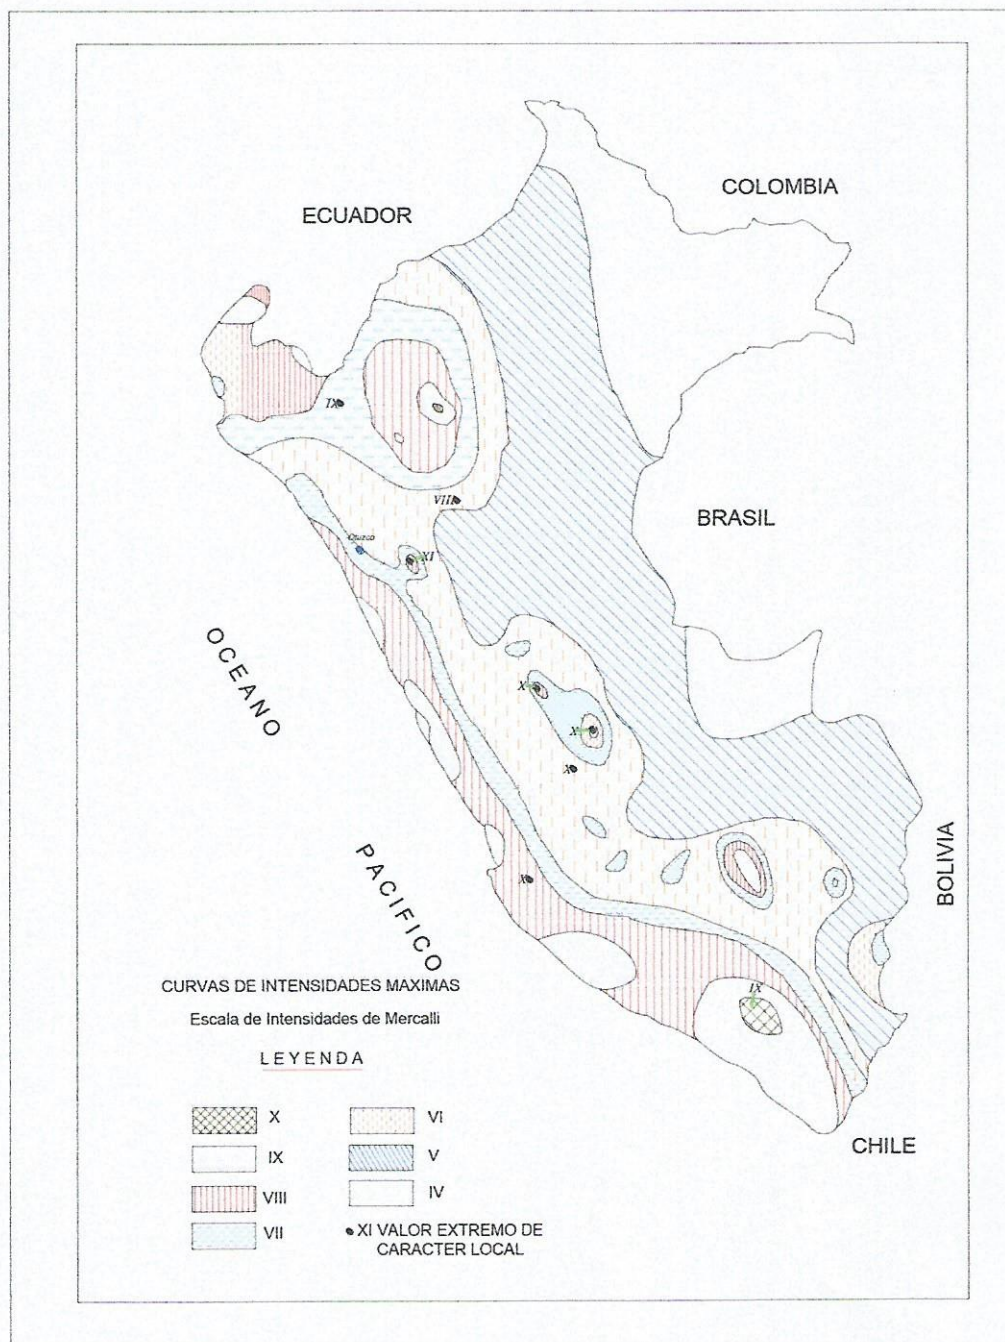 COLOMBIA
ECUADOR
IX
VIII
BRASIL
XI
OCEANO
X
X
X
BOLIVIA
PACIFICO
X
CURVAS DE INTENSIDADES MAXIMAS
IX
Escala de Intensidades de Mercalli
LEYENDA
X
VI
IX
V
VIII
IV
VII
XI VALOR EXTREMO DE
CARACTER LOCAL
CHILE